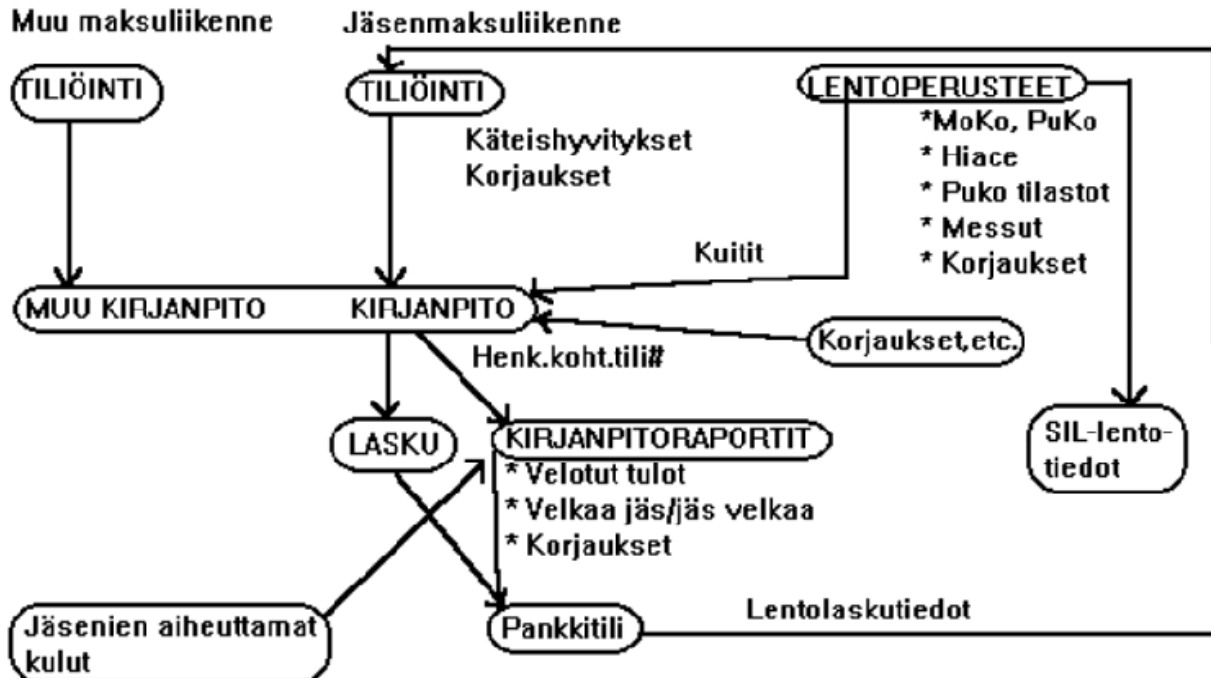 Muu maksuliikenne
Jäsenmaksuliikenne
TILIÖINTI
TILIÖINTI
LENTOPERUSTEET
*MoKo, PuKo
* Hiace
* Puko tilastot
* Messut
* Korjaukset
Käteishyvitykset
Korjaukset
Kuitit
MUU KIRJANPITO
KIRJANPITO
Korjaukset,etc.
Henk.koht.tili#
LASKU
KIRJANPITORAPORTIT
* Velotut tulot
* Velkaa jäs/jäs velkaa
* Korjaukset
SIL-lento-
tiedot
Jäsenien aiheuttamat
kulut
Pankkitili
Lentolaskutiedot